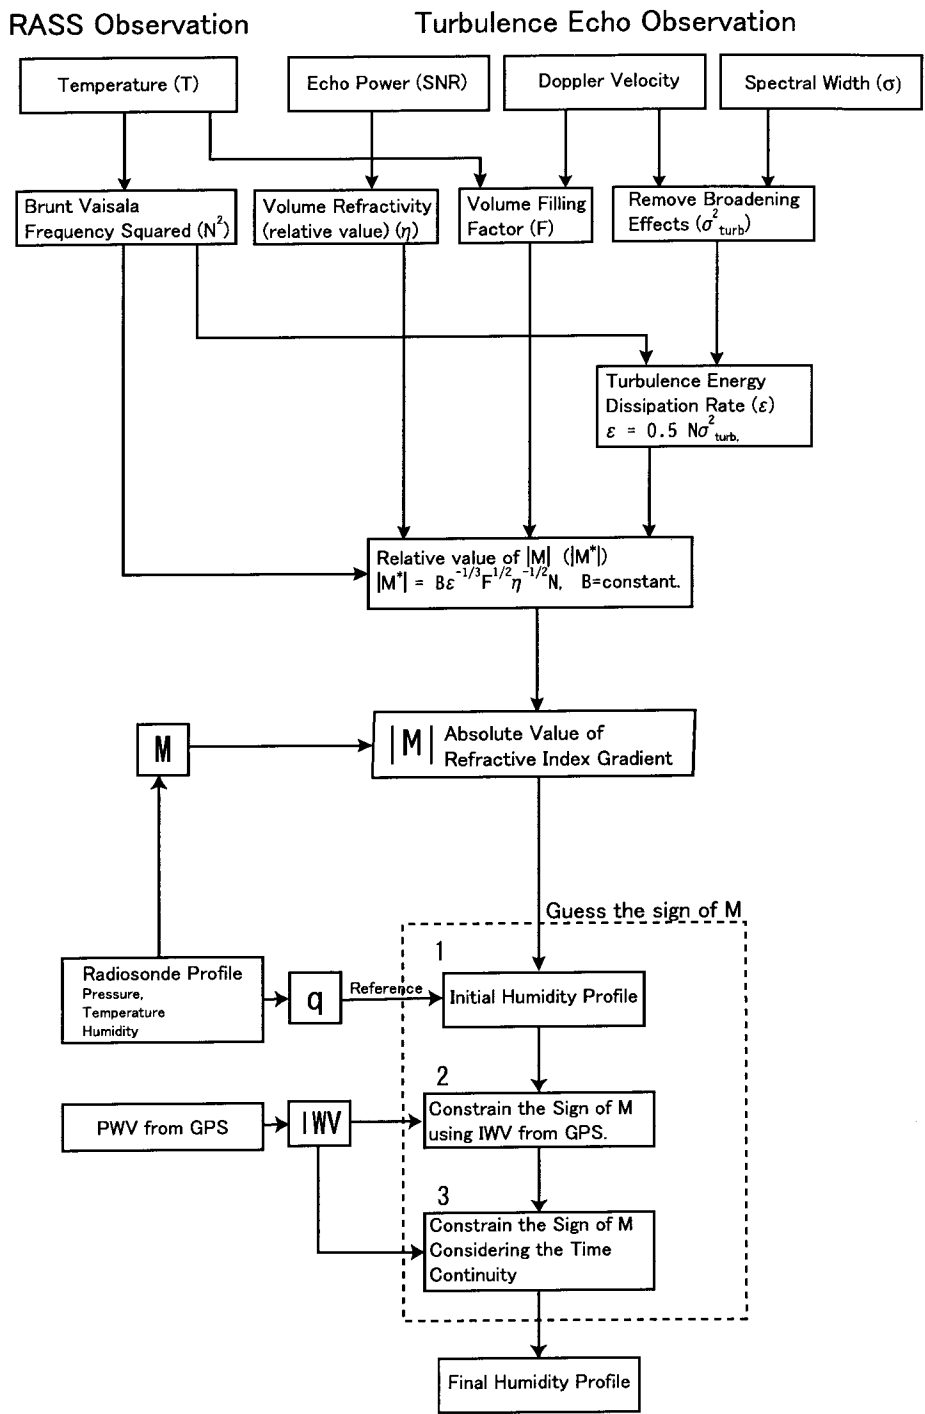 RASS Observation
Turbulence Echo Observation
Temperature (T)
Echo Power (SNR)
Doppler Velocity
Spectral Width (σ)
Brunt Vaisala
Frequency Squared (N²)
Volume Refractivity
(relative value) (η)
Volume Filling
Factor (F)
Remove Broadening
Effects (σ²turb)
Turbulence Energy
Dissipation Rate (ε)
ε = 0.5 Nσ²turb.
Relative value of |M| (|M*|)
|M*| = Bε^-1/3 F^1/2 η^-1/2 N, B=constant.
M
|M| Absolute Value of
Refractive Index Gradient
Guess the sign of M
1
Radiosonde Profile
Pressure,
Temperature
Humidity
q
Reference
Initial Humidity Profile
2
PWV from GPS
IWV
Constrain the Sign of M
using IWV from GPS.
3
Constrain the Sign of M
Considering the Time
Continuity
Final Humidity Profile